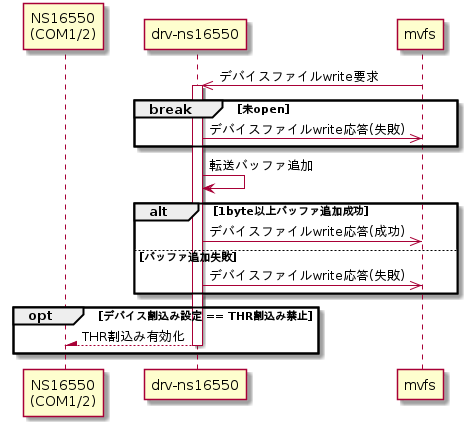 NS16550
(COM1/2)
drv-ns16550
mvfs
デバイスファイルwrite要求
break
[未open]
デバイスファイルwrite応答(失敗)
転送バッファ追加
alt
[1byte以上バッファ追加成功]
デバイスファイルwrite応答(成功)
[バッファ追加失敗]
デバイスファイルwrite応答(失敗)
opt
[デバイス割込み設定 == THR割込み禁止]
THR割込み有効化
NS16550
(COM1/2)
drv-ns16550
mvfs